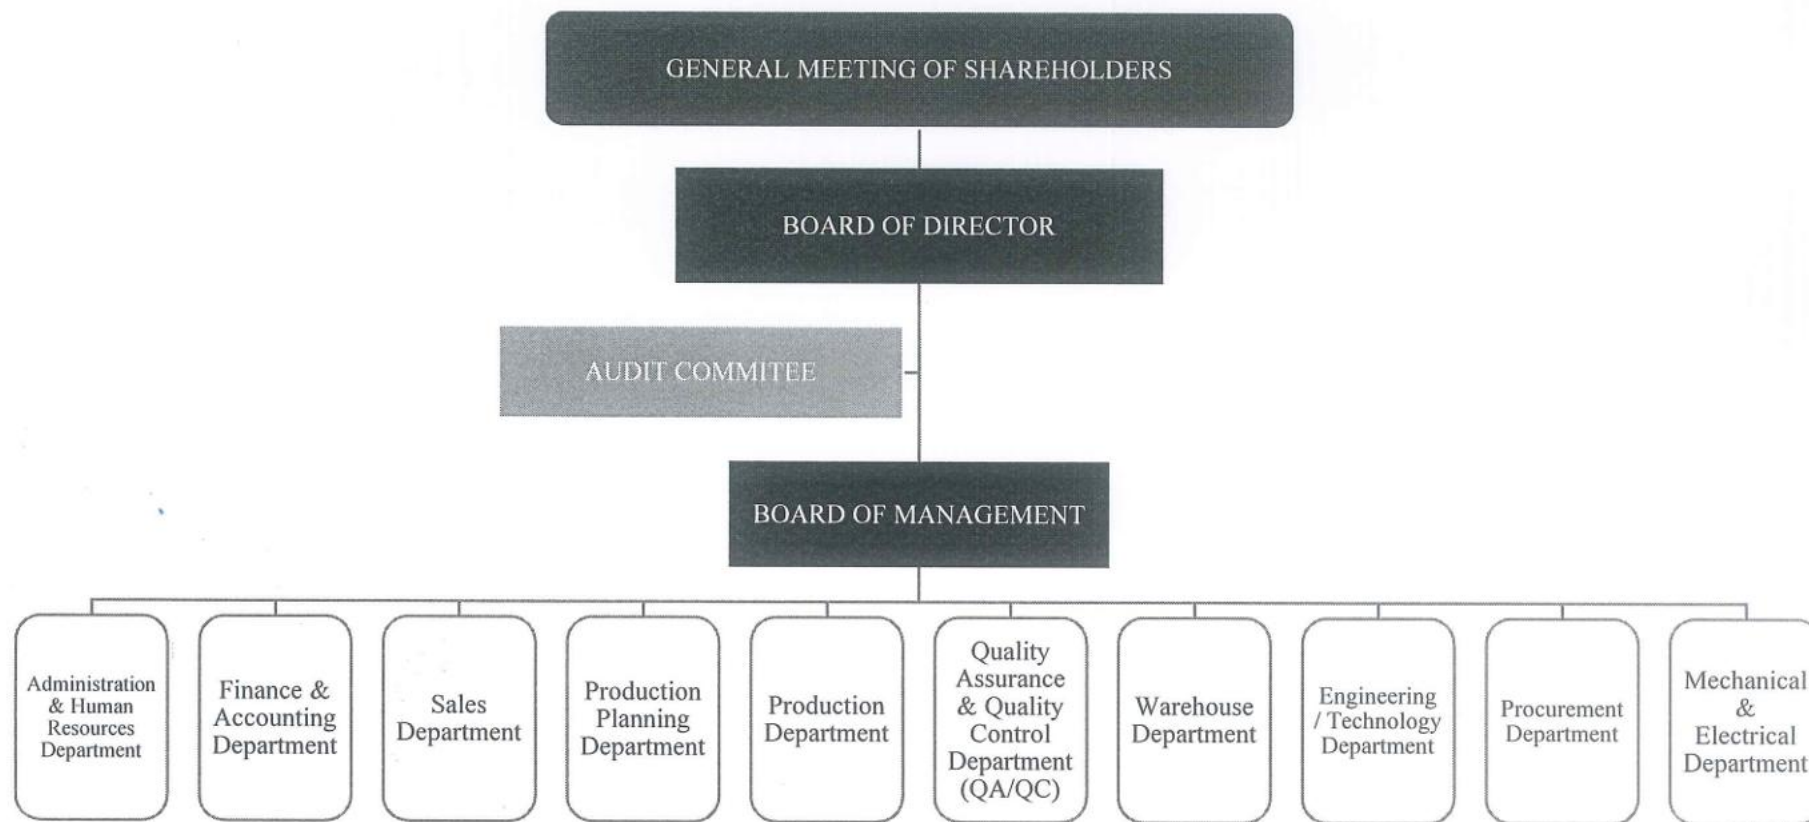 GENERAL MEETING OF SHAREHOLDERS
BOARD OF DIRECTOR
AUDIT COMMITEE
BOARD OF MANAGEMENT
Administration
& Human
Resources
Department
Finance &
Accounting
Department
Sales
Department
Production
Planning
Department
Production
Department
Quality
Assurance
& Quality
Control
Department
(QA/QC)
Warehouse
Department
Engineering
/ Technology
Department
Procurement
Department
Mechanical
&
Electrical
Department